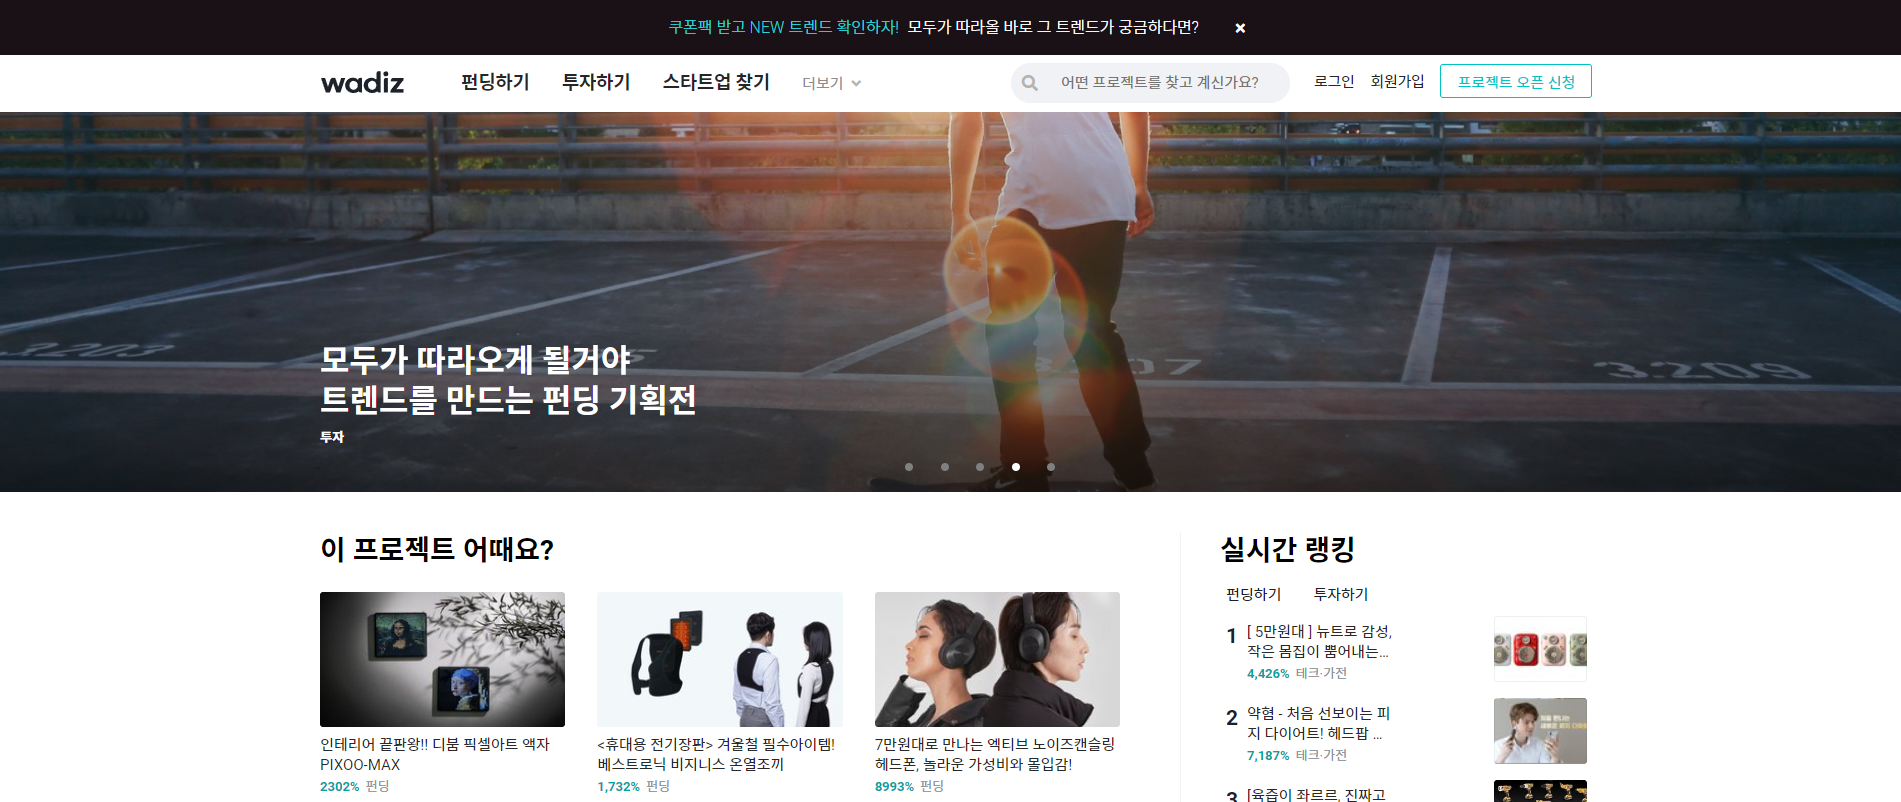 쿠폰팩 받고 NEW 트렌드 확인하자! 모두가 따라올 바로 그 트렌드가 궁금하다면?
wadiz 펀딩하기 투자하기 스타트업 찾기 더보기 어떤 프로젝트를 찾고 계신가요? 로그인 회원가입 프로젝트 오픈 신청
3:203
3:209
모두가 따라오게 될거야
트렌드를 만드는 펀딩 기획전
투자
이 프로젝트 어때요?
인테리어 끝판왕!! 디붐 픽셀아트 액자
PIXOO-MAX
2302% 펀딩
<휴대용 전기장판> 겨울철 필수아이템!
베스트로닉 비지니스 온열조끼
1,732% 펀딩
7만원대로 만나는 엑티브 노이즈캔슬링
헤드폰, 놀라운 가성비와 몰입감!
8993% 펀딩
실시간 랭킹
펀딩하기 투자하기
1 [ 5만원대 ] 뉴트로 감성,
작은 몸집이 뿜어내는...
4,426% 테크·가전
2 약혐 - 처음 선보이는 피
지 다이어트! 헤드팝 ...
7,187% 테크·가전
3 [육즙이 좌르르, 진짜고